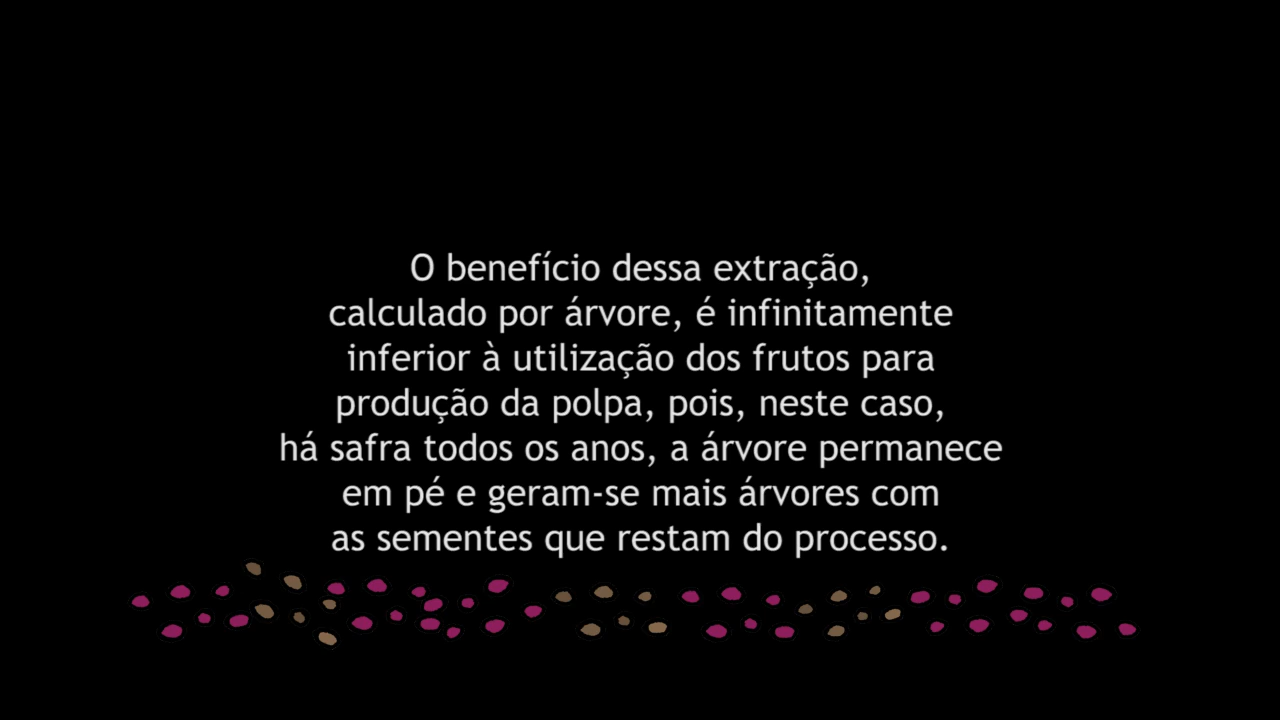 O benefício dessa extração,
calculado por árvore, é infinitamente
inferior à utilização dos frutos para
produção da polpa, pois, neste caso,
há safra todos os anos, a árvore permanece
em pé e geram-se mais árvores com
as sementes que restam do processo.